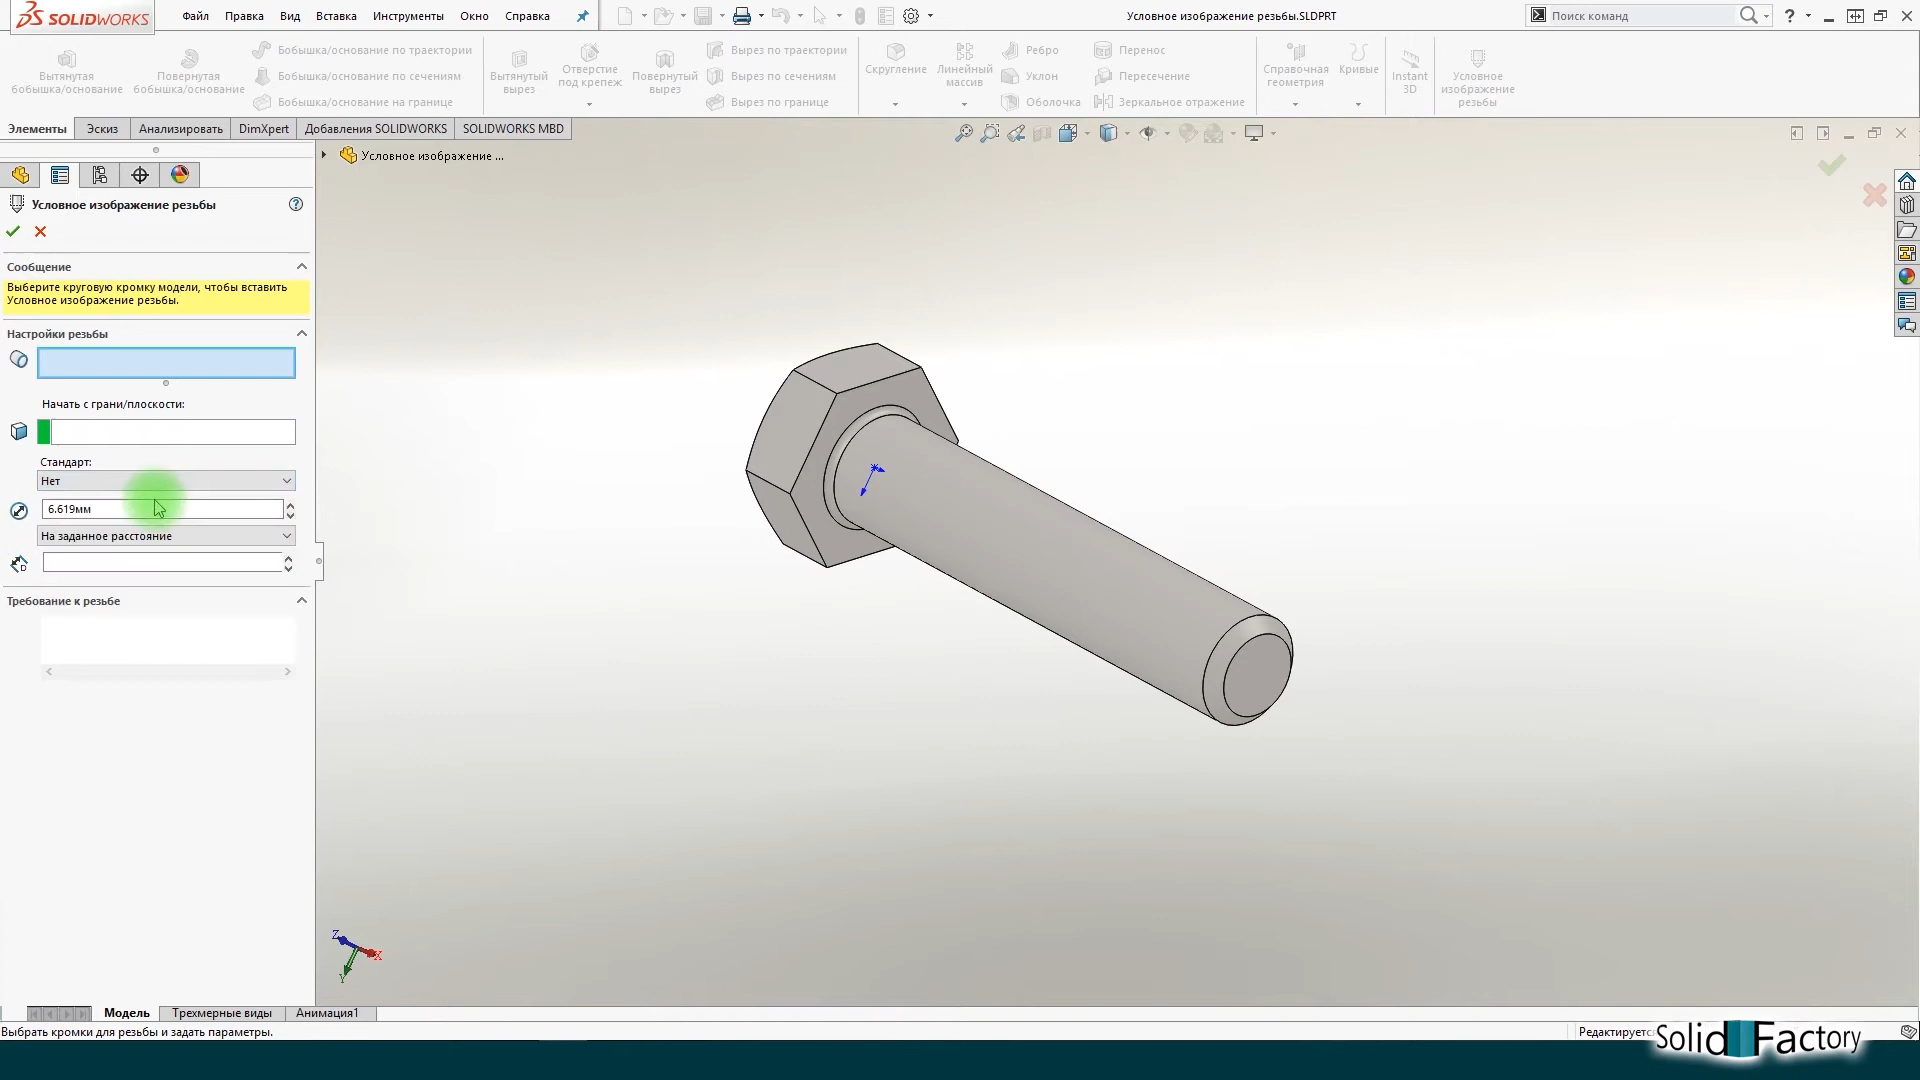 SOLIDWORKS
Файл Правка Вид Вставка Инструменты Окно Справка
Условное изображение резьбы.SLDPRT
Поиск команд
Вытянутая бобышка/основание
Повернутая бобышка/основание
Бобышка/основание по траектории
Бобышка/основание по сечениям
Бобышка/основание на границе
Вытянутый вырез
Отверстие под крепеж
Повернутый вырез
Вырез по траектории
Вырез по сечениям
Вырез по границе
Скругление
Линейный массив
Ребро
Уклон
Оболочка
Перенос
Пересечение
Зеркальное отражение
Справочная геометрия
Кривые
Instant 3D
Условное изображение резьбы
Элементы Эскиз Анализировать DimXpert Добавления SOLIDWORKS SOLIDWORKS MBD
Условное изображение ...
Условное изображение резьбы
Сообщение
Выберите круговую кромку модели, чтобы вставить
Условное изображение резьбы.
Настройки резьбы
Начать с грани/плоскости:
Стандарт:
Нет
6.619мм
На заданное расстояние
Требование к резьбе
Z
X
Y
Модель Трехмерные виды Анимация1
Выбрать кромки для резьбы и задать параметры.
Редактируетс
Solid Factory